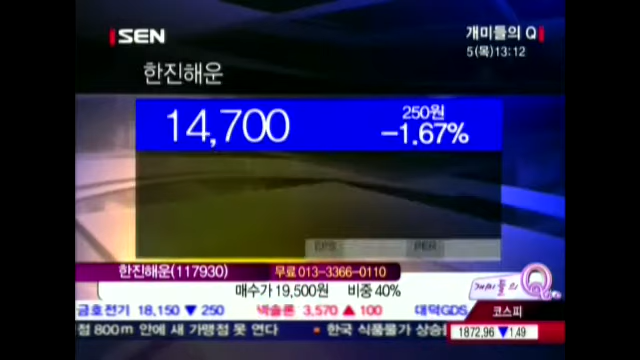 SEN
개미들의 Q
5(목)13:12
한진해운
14,700
250원
-1.67%
EPS
PER
한진해운(117930)
무료 013-3366-0110
매수가 19,500원 비중 40%
개미들의 Q
금호전기 18,150 ▼ 250 넥솔론 3,570 ▲ 100 대덕GDS
코스피
점 800m 안에 새 가맹점 못 연다 ▪ 한국 식품물가 상승률
1872,96 ▼1,49